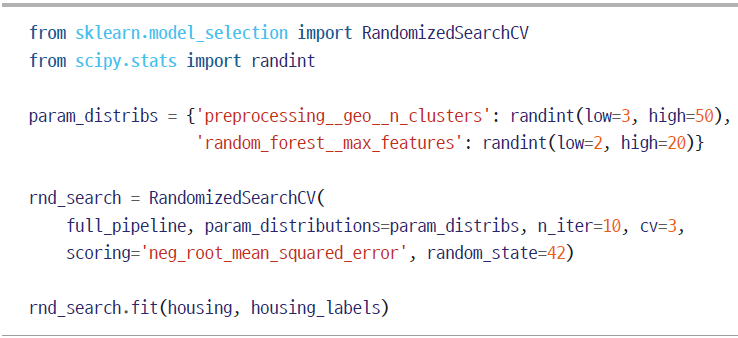 from sklearn.model_selection import RandomizedSearchCV
from scipy.stats import randint

param_distribs = {'preprocessing__geo__n_clusters': randint(low=3, high=50),
                  'random_forest__max_features': randint(low=2, high=20)}

rnd_search = RandomizedSearchCV(
    full_pipeline, param_distributions=param_distribs, n_iter=10, cv=3,
    scoring='neg_root_mean_squared_error', random_state=42)

rnd_search.fit(housing, housing_labels)